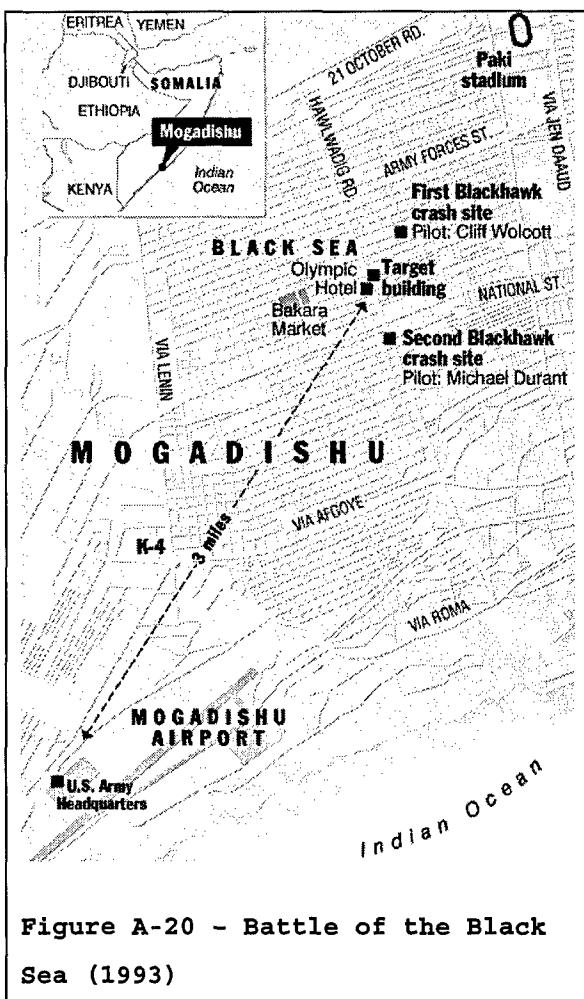 ERITREA
YEMEN
DJIBOUTI
SOMALIA
ETHIOPIA
Mogadishu
KENYA
Indian
Ocean
21 OCTOBER RD.
Paki
stadium
HAWLWADIG RD
ARMY FORCES ST.
VIA JEN DAAUD
First Blackhawk
crash site
Pilot: Cliff Wolcott
BLACK SEA
Olympic
Hotel
Target
building
Bakara
Market
NATIONAL ST.
Second Blackhawk
crash site
Pilot: Michael Durant
VIA LENIN
MOGADISHU
VIA AFGOYE
K-4
3 miles
VIA ROMA
MOGADISHU
AIRPORT
U.S. Army
Headquarters
Indian Ocean
Figure A-20 - Battle of the Black
Sea (1993)